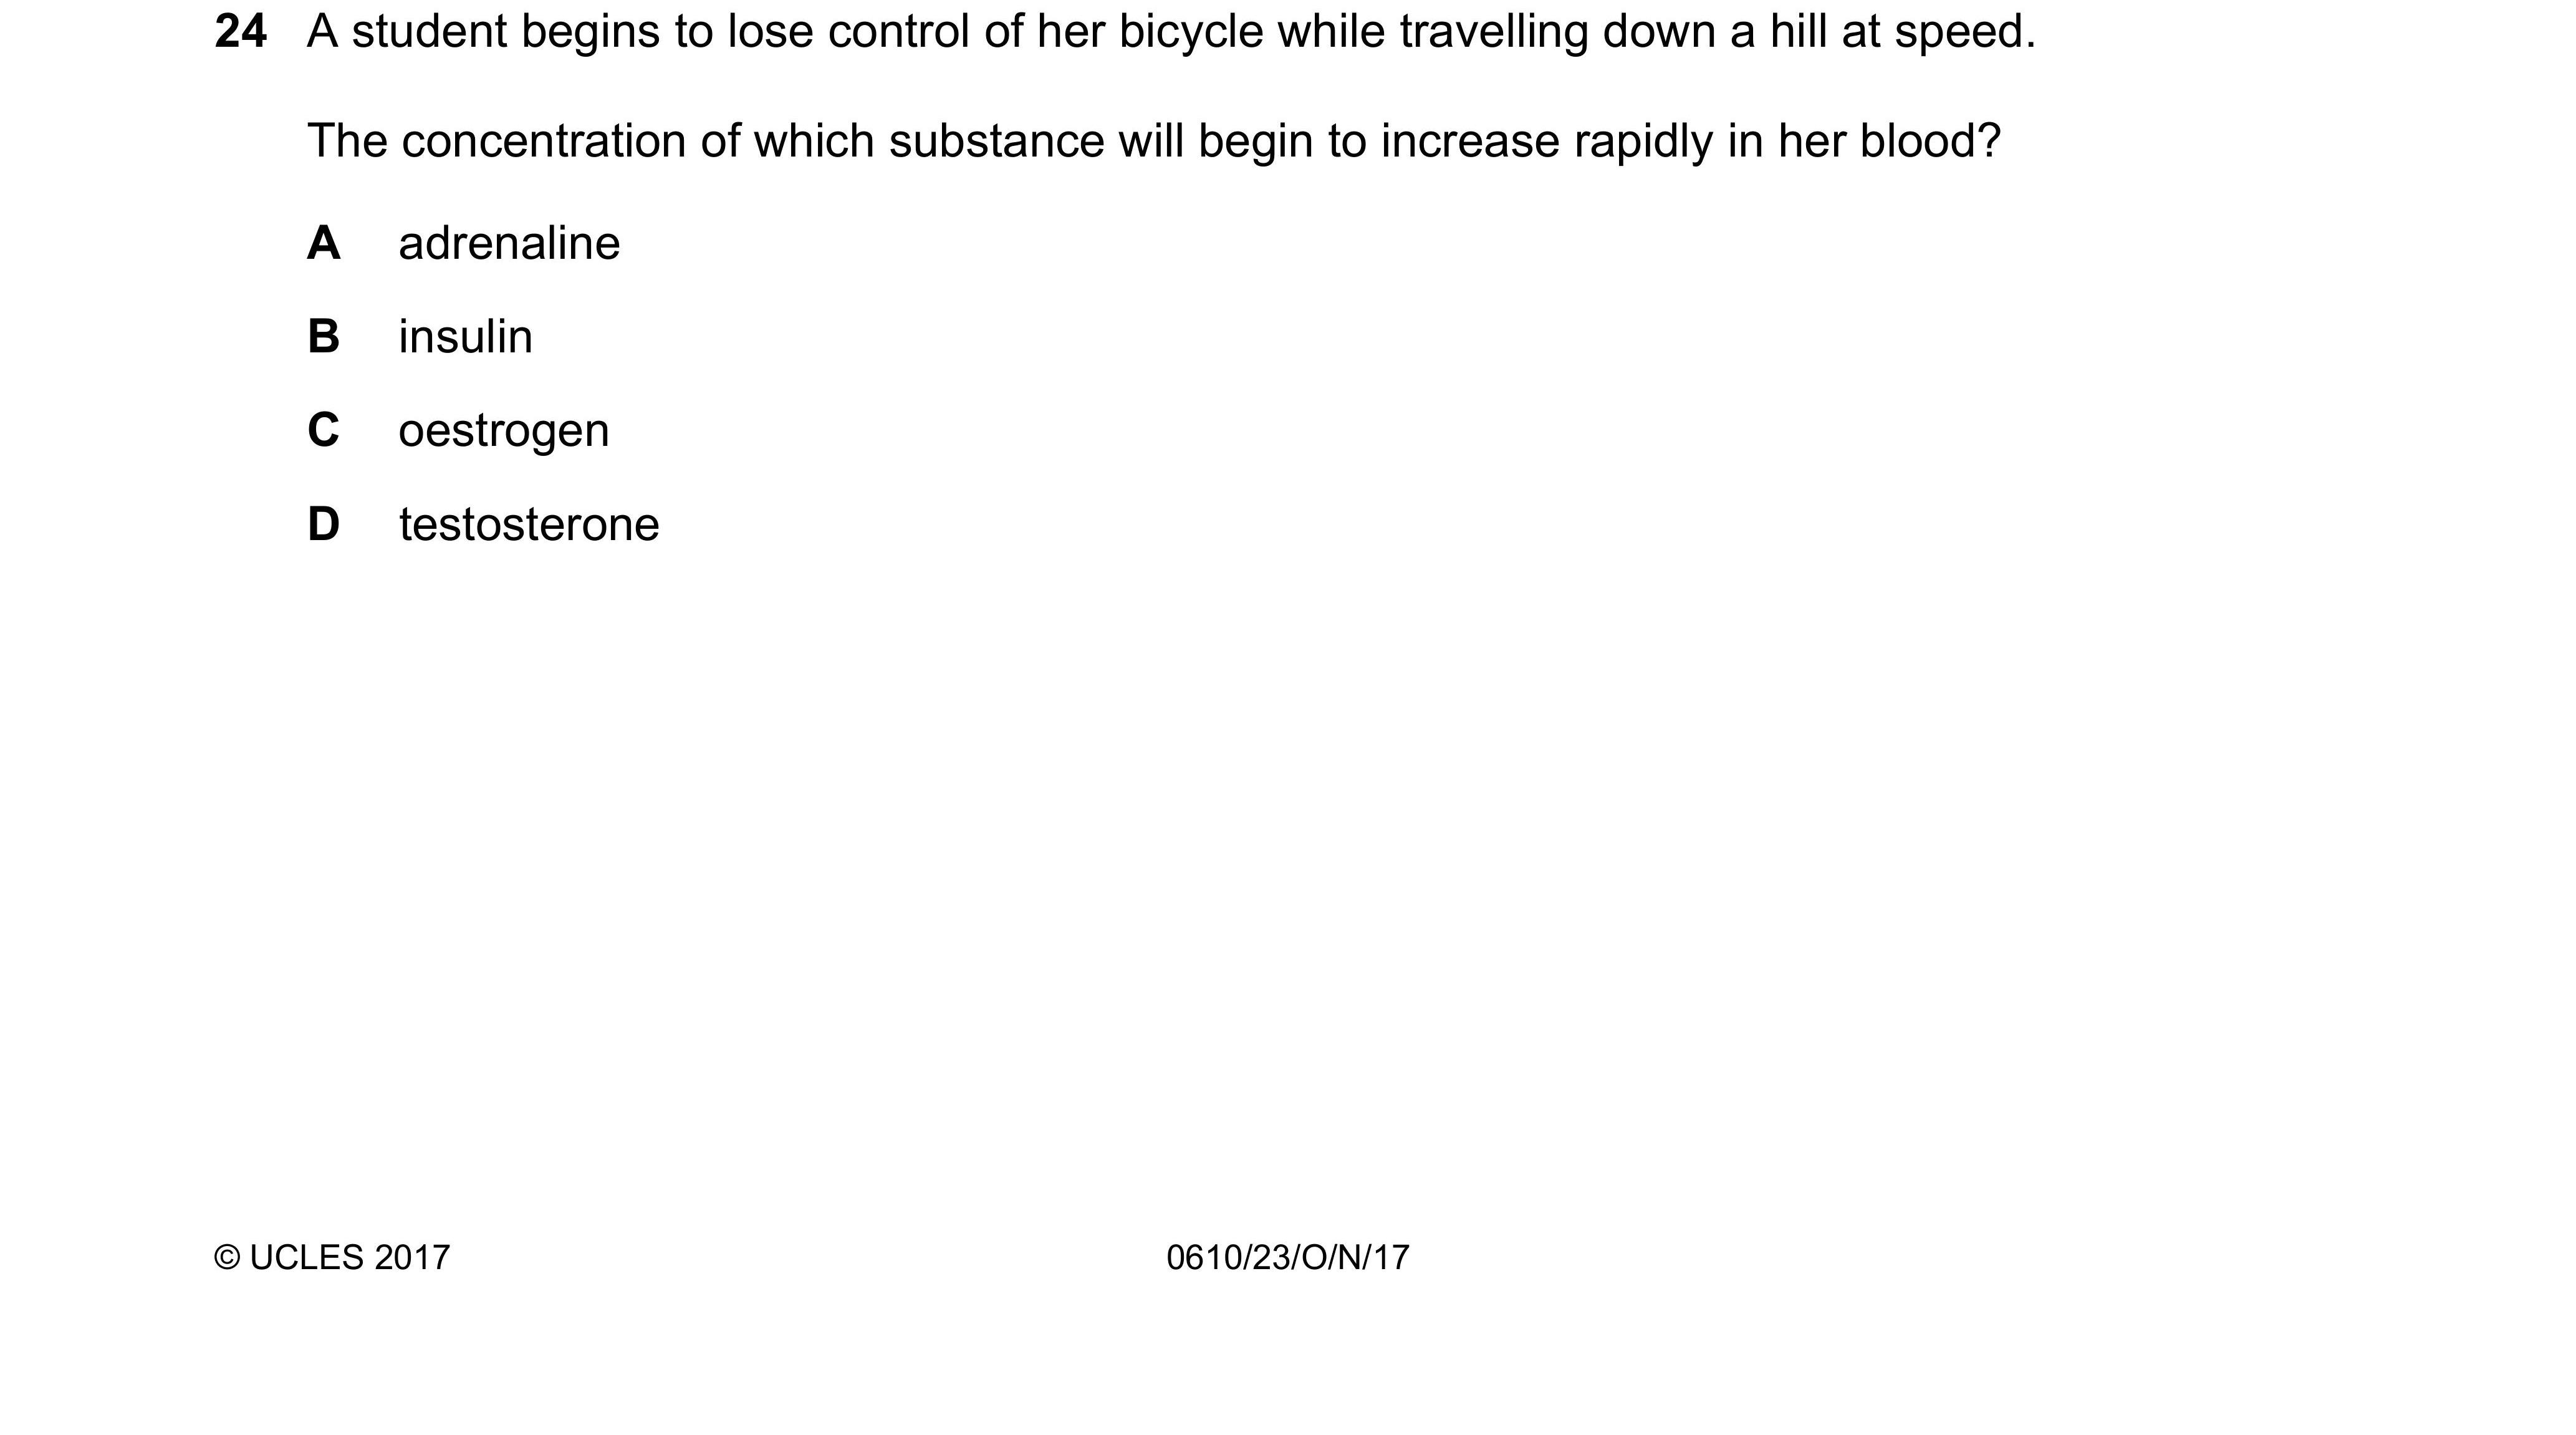 24 A student begins to lose control of her bicycle while travelling down a hill at speed.
The concentration of which substance will begin to increase rapidly in her blood?
A adrenaline
B insulin
C oestrogen
D testosterone
© UCLES 2017 0610/23/O/N/17